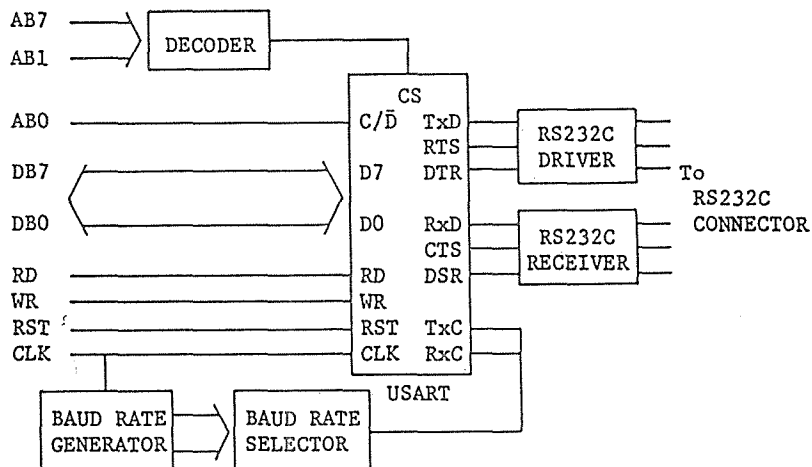 AB7
AB1
DECODER
CS
AB0
C/D̄
TxD
RTS
DTR
RS232C
DRIVER
DB7
DB0
D7
D0
To
RS232C
CONNECTOR
RxD
CTS
DSR
RS232C
RECEIVER
RD
WR
RST
CLK
RD
WR
RST
CLK
TxC
RxC
USART
BAUD RATE
GENERATOR
BAUD RATE
SELECTOR